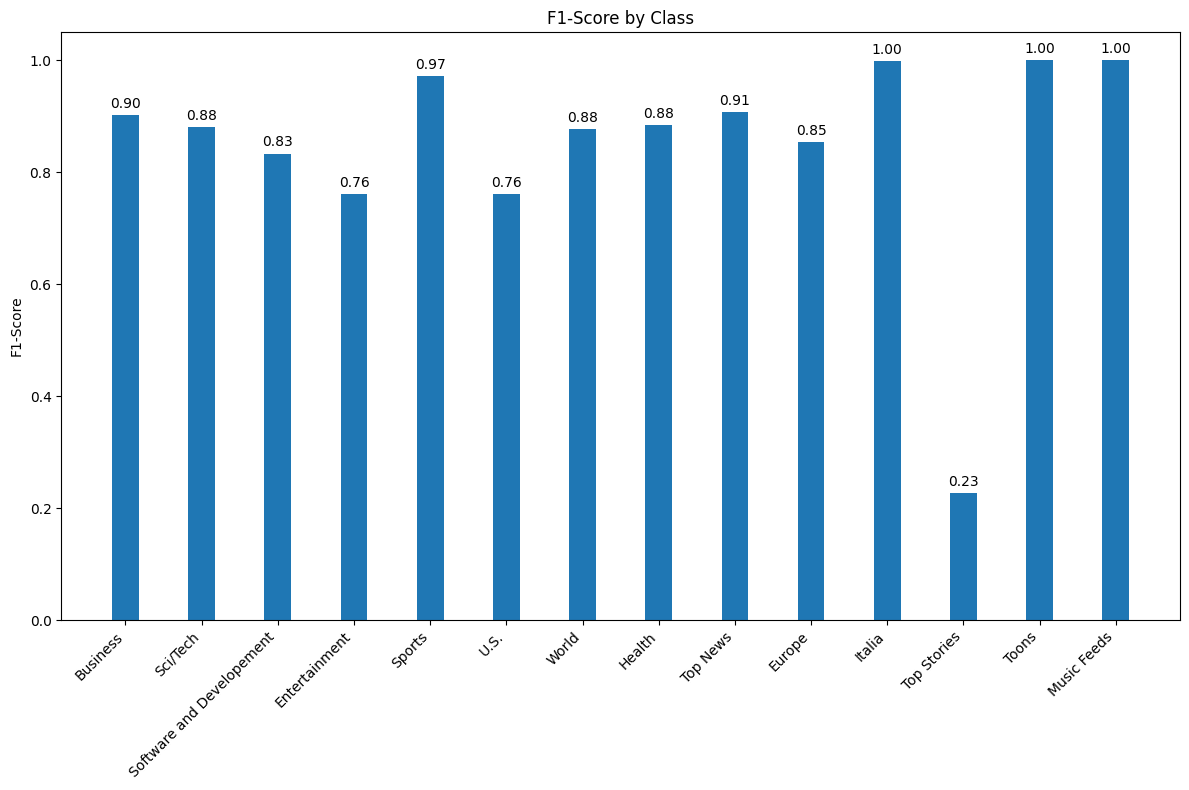 F1-Score by Class
F1-Score
1.0
0.8
0.6
0.4
0.2
0.0
0.90
0.88
0.83
0.76
0.97
0.76
0.88
0.88
0.91
0.85
1.00
0.23
1.00
1.00
Business
Sci/Tech
Software and Developement
Entertainment
Sports
U.S.
World
Health
Top News
Europe
Italia
Top Stories
Toons
Music Feeds